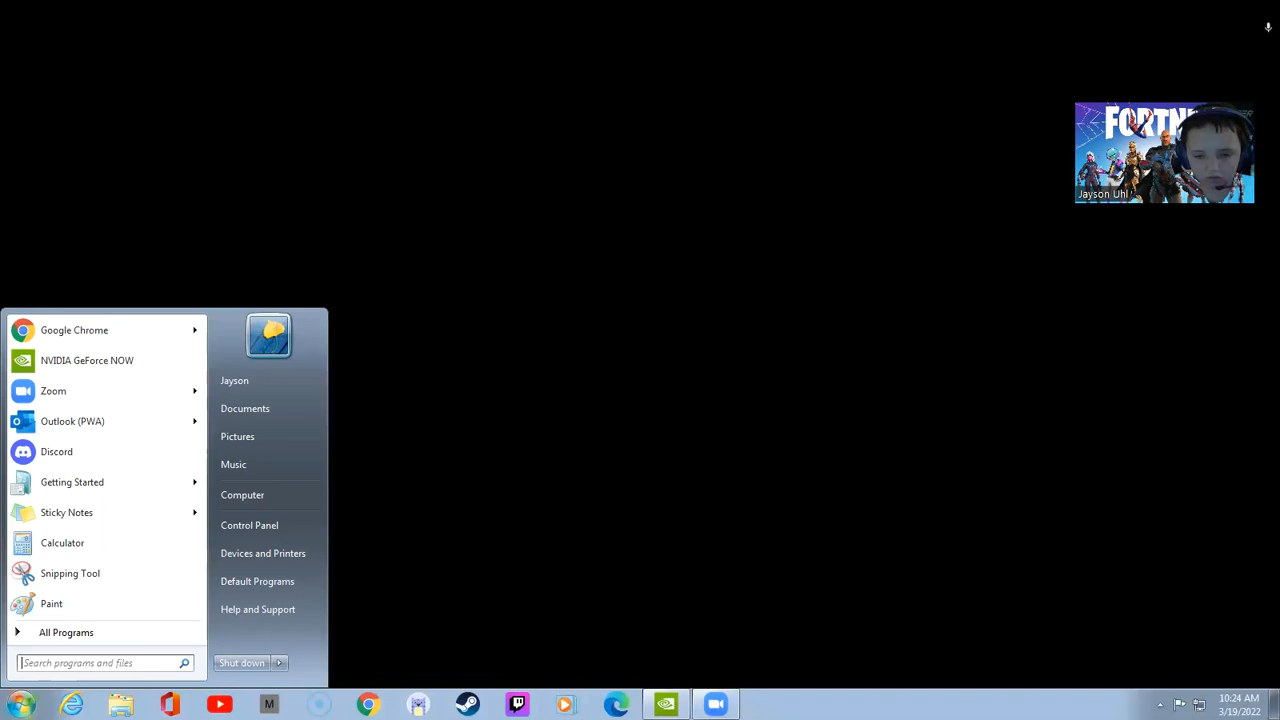 FORTN
Jayson Uhl
Google Chrome
NVIDIA GeForce NOW
Zoom
Outlook (PWA)
Discord
Getting Started
Sticky Notes
Calculator
Snipping Tool
Paint
All Programs
Search programs and files
Jayson
Documents
Pictures
Music
Computer
Control Panel
Devices and Printers
Default Programs
Help and Support
Shut down
M
10:24 AM
3/19/2022